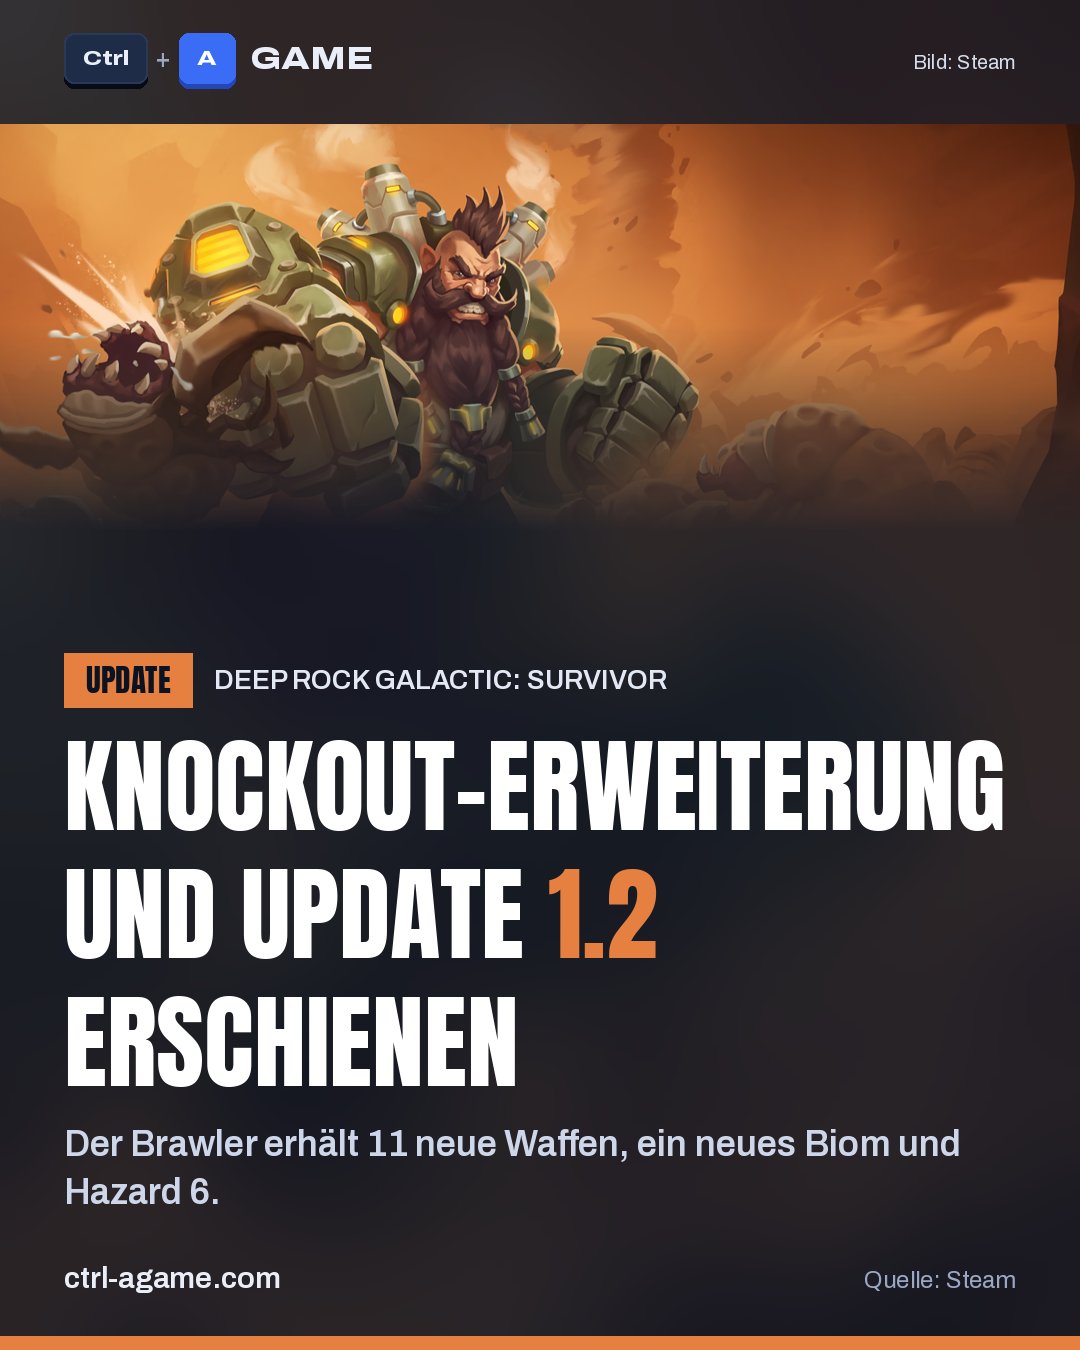 Ctrl + A GAME
Bild: Steam
UPDATE DEEP ROCK GALACTIC: SURVIVOR
KNOCKOUT-ERWEITERUNG
UND UPDATE 1.2
ERSCHIENEN
Der Brawler erhält 11 neue Waffen, ein neues Biom und
Hazard 6.
ctrl-agame.com
Quelle: Steam